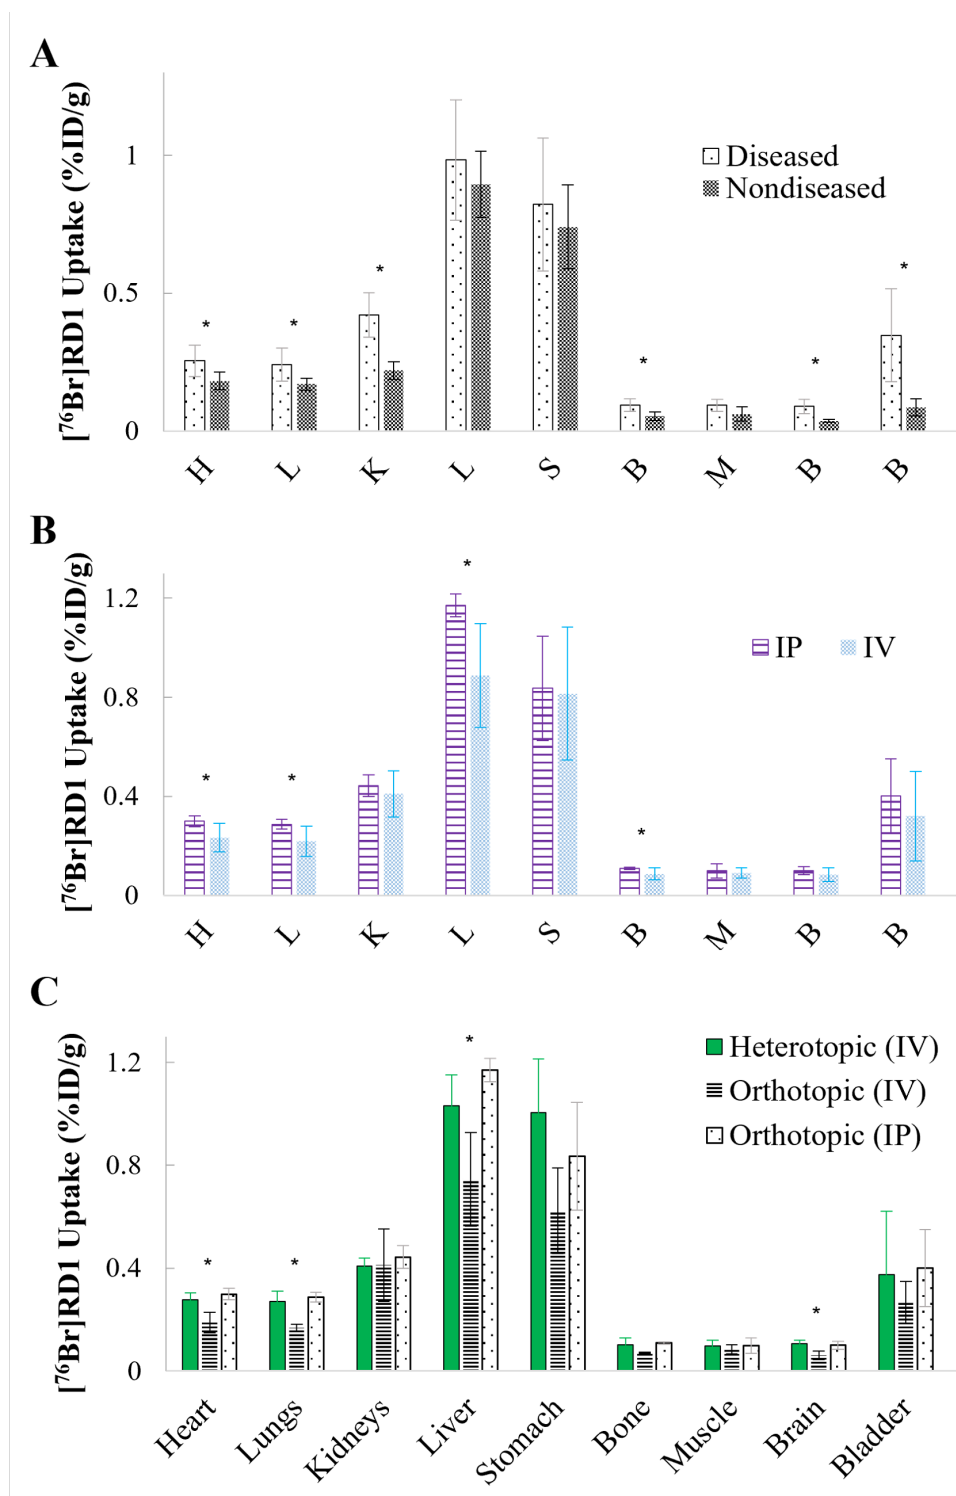 A
[⁷⁶Br]RD1 Uptake (%ID/g)
1
0.5
0
Diseased
Nondiseased
* * * * * *
H L K L S B M B B
B
[⁷⁶Br]RD1 Uptake (%ID/g)
1.2
0.8
0.4
0
IP IV
* * * *
H L K L S B M B B
C
[⁷⁶Br]RD1 Uptake (%ID/g)
1.2
0.8
0.4
0
Heterotopic (IV)
Orthotopic (IV)
Orthotopic (IP)
* * * *
Heart Lungs Kidneys Liver Stomach Bone Muscle Brain Bladder